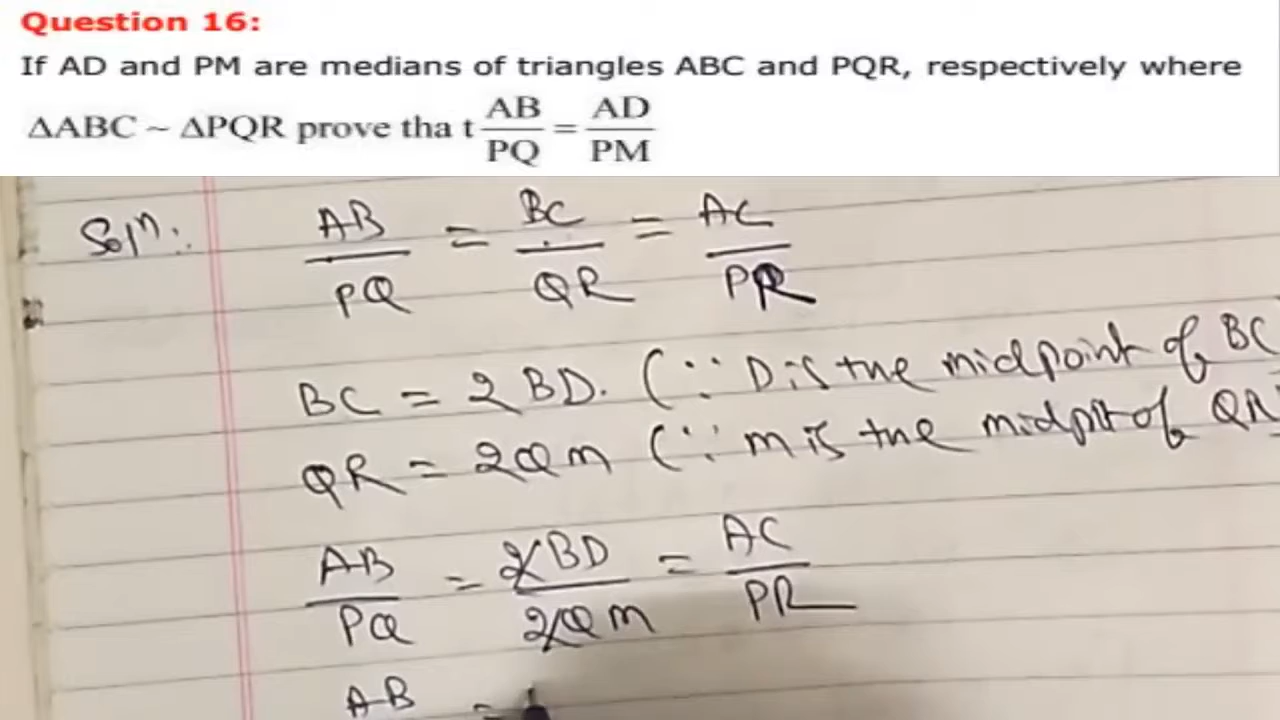 Question 16:
If AD and PM are medians of triangles ABC and PQR, respectively where
ΔABC ~ ΔPQR prove tha t AB/PQ = AD/PM
Soln: AB/PQ = BC/QR = AC/PR
BC = 2BD. (∵ D is the midpoint of BC
QR = 2QM (∵ M is the midpt of QR
AB/PQ = 2BD/2QM = AC/PR
AB =